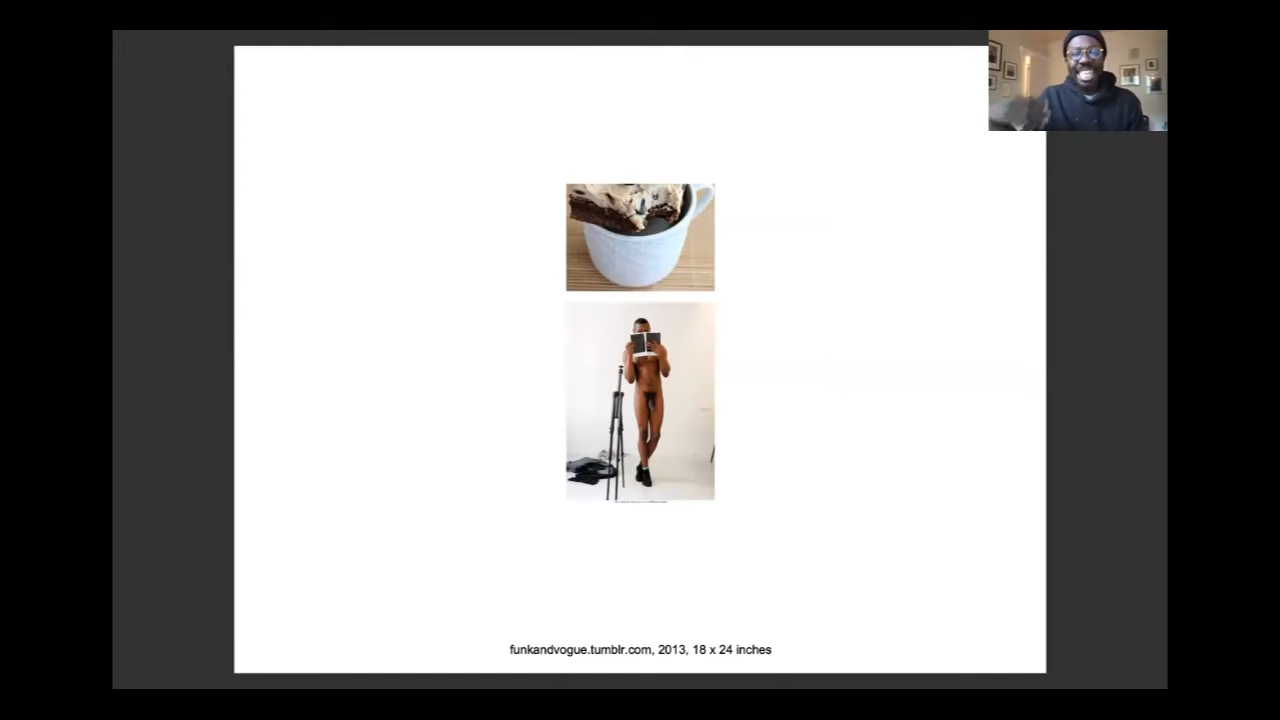 funkandvogue.tumblr.com, 2013, 18 x 24 inches